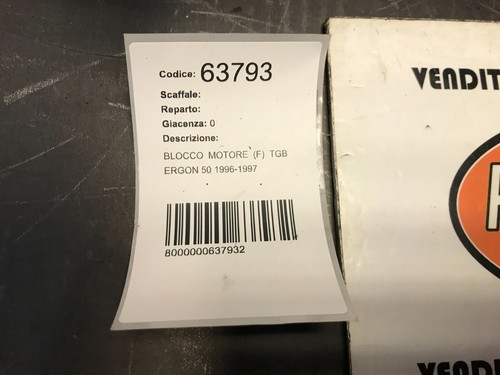 Codice: 63793
Scaffale:
Reparto:
Giacenza: 0
Descrizione:
BLOCCO MOTORE (F) TGB
ERGON 50 1996-1997
8000000637932
VENDIT
VENDIT